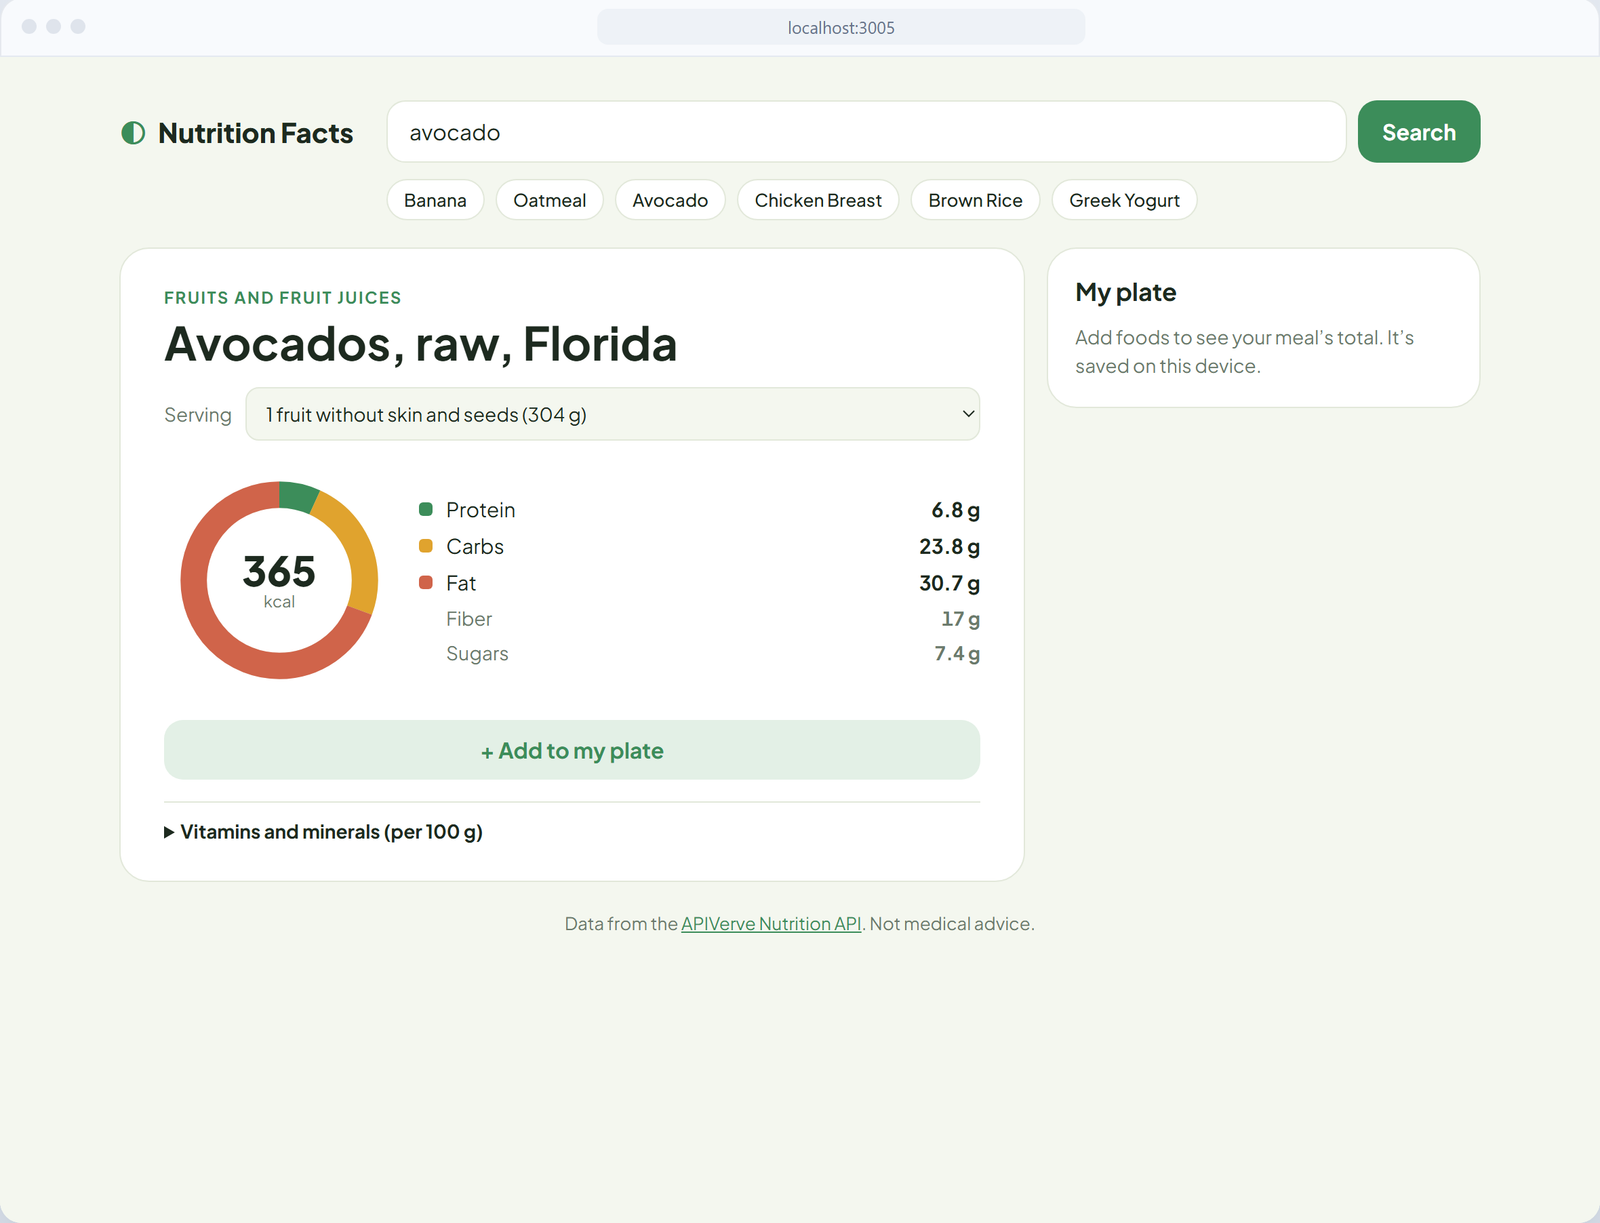 localhost:3005
Nutrition Facts
avocado
Search
Banana
Oatmeal
Avocado
Chicken Breast
Brown Rice
Greek Yogurt
FRUITS AND FRUIT JUICES
Avocados, raw, Florida
Serving
1 fruit without skin and seeds (304 g)
365
kcal
Protein 6.8 g
Carbs 23.8 g
Fat 30.7 g
Fiber 17 g
Sugars 7.4 g
+ Add to my plate
Vitamins and minerals (per 100 g)
My plate
Add foods to see your meal’s total. It’s
saved on this device.
Data from the APIVerve Nutrition API. Not medical advice.